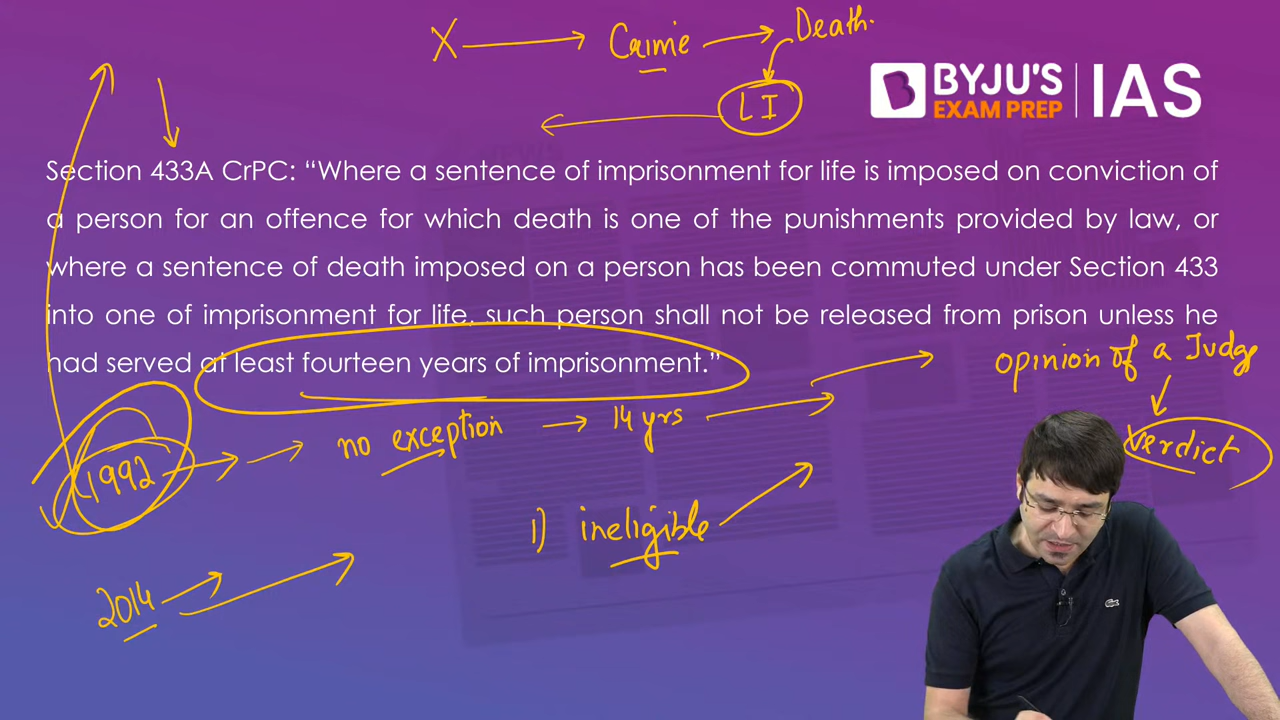 X → Crime → Death.
LI
BYJU'S
EXAM PREP
IAS
Section 433A CrPC: “Where a sentence of imprisonment for life is imposed on conviction of
a person for an offence for which death is one of the punishments provided by law, or
where a sentence of death imposed on a person has been commuted under Section 433
into one of imprisonment for life, such person shall not be released from prison unless he
had served at least fourteen years of imprisonment.”
opinion of a Judge
Verdict
1992 → → no exception → 14 yrs →
1) ineligible
2014